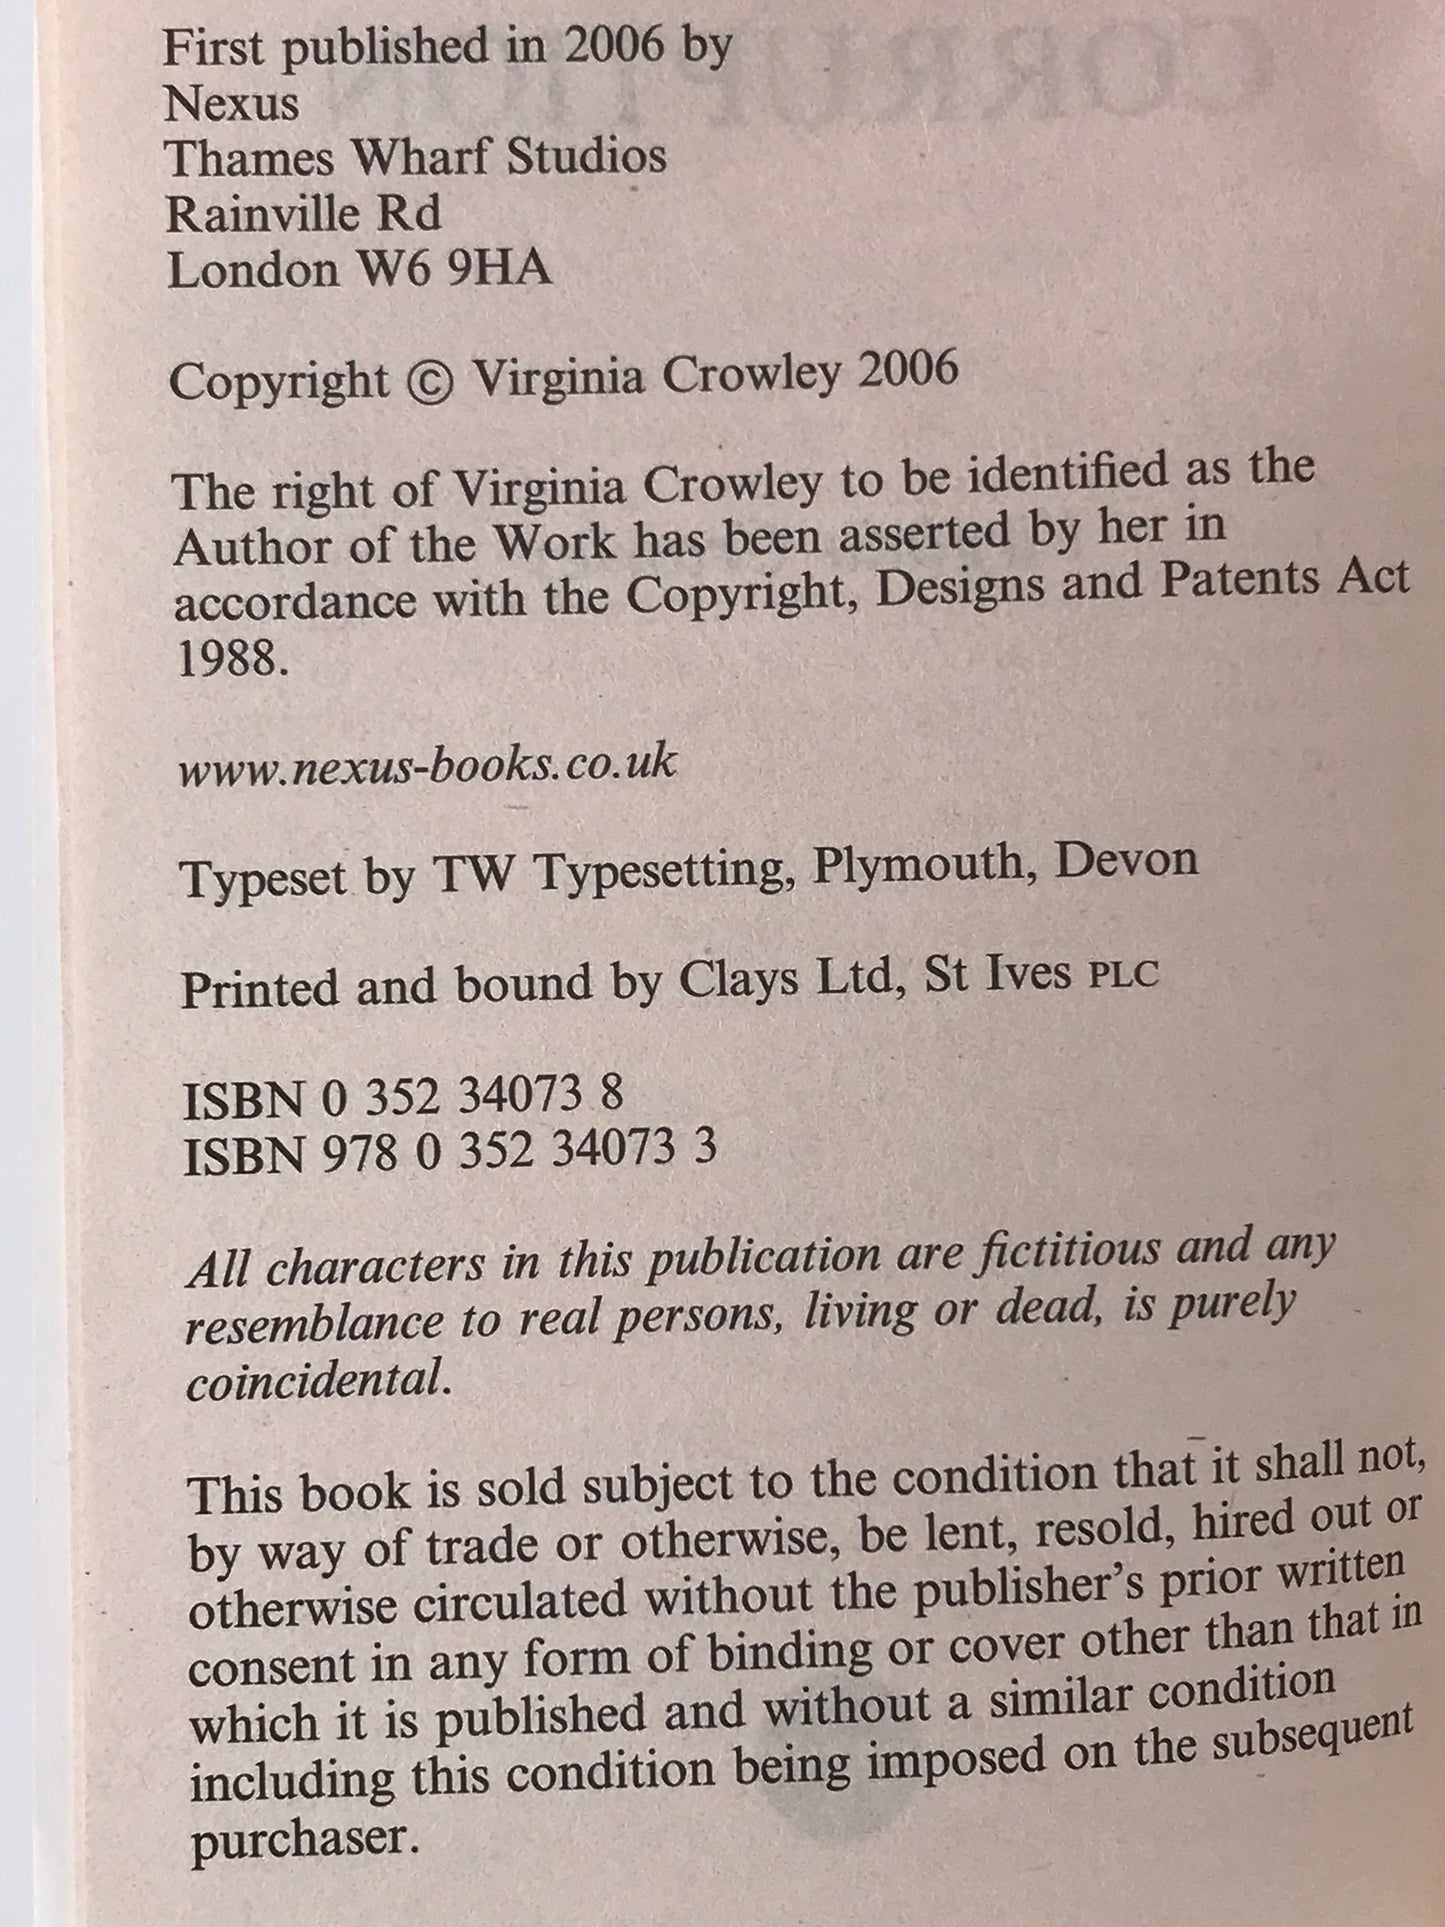 First published in 2006 by
Nexus
Thames Wharf Studios
Rainville Rd
London W6 9HA
Copyright © Virginia Crowley 2006
The right of Virginia Crowley to be identified as the
Author of the Work has been asserted by her in
accordance with the Copyright, Designs and Patents Act
1988.
www.nexus-books.co.uk
Typeset by TW Typesetting, Plymouth, Devon
Printed and bound by Clays Ltd, St Ives PLC
ISBN 0 352 34073 8
ISBN 978 0 352 34073 3
All characters in this publication are fictitious and any
resemblance to real persons, living or dead, is purely
coincidental.
This book is sold subject to the condition that it shall not,
by way of trade or otherwise, be lent, resold, hired out or
otherwise circulated without the publisher's prior written
consent in any form of binding or cover other than that in
which it is published and without a similar condition
including this condition being imposed on the subsequent
purchaser.